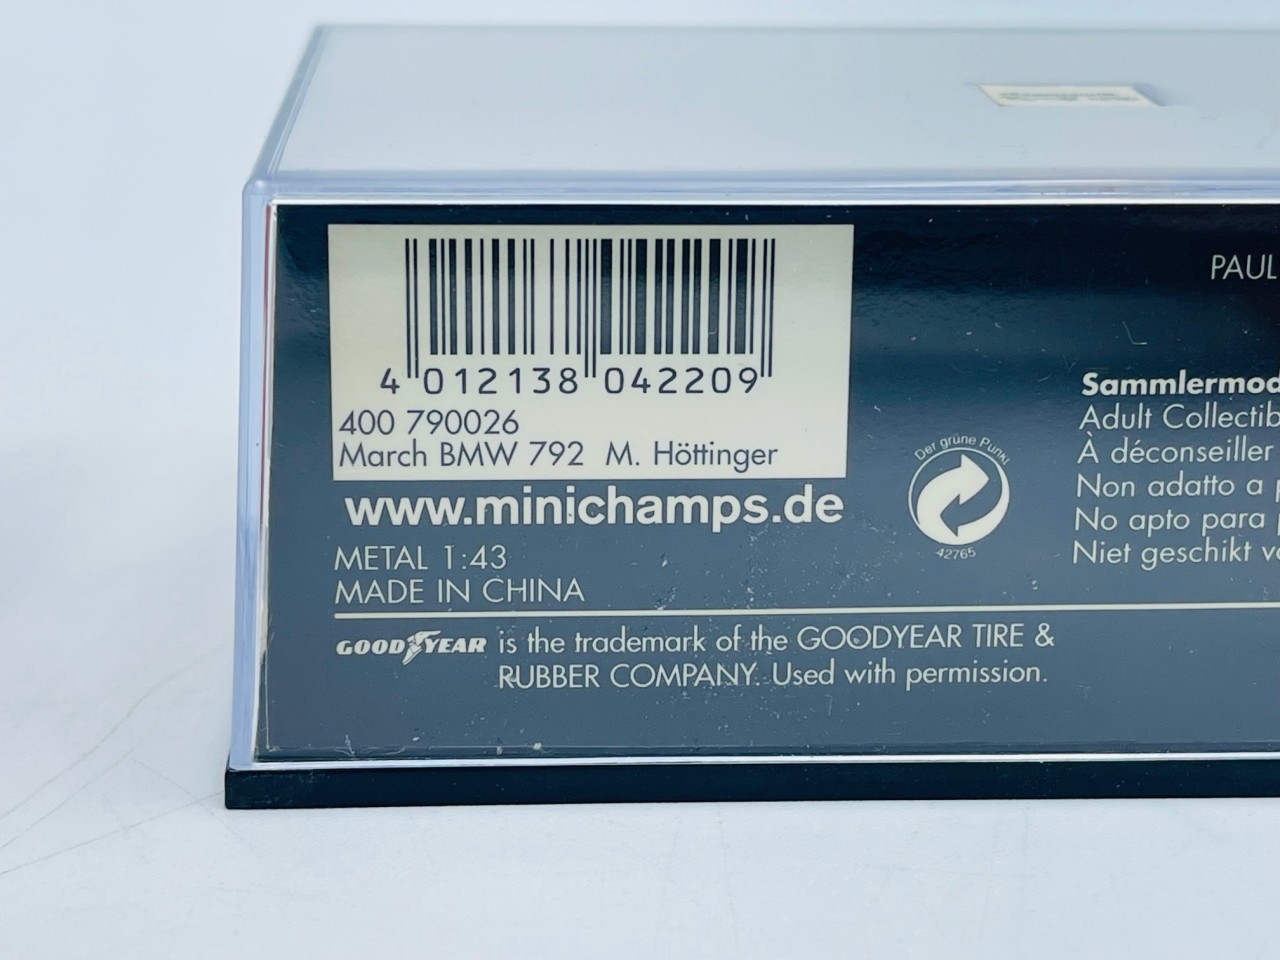 4 012138 042209
400 790026
March BMW 792 M. Höttinger
www.minichamps.de
METAL 1:43
MADE IN CHINA
GOODYEAR is the trademark of the GOODYEAR TIRE &
RUBBER COMPANY. Used with permission.
Der grüne Punkt
42765
PAUL
Sammlermod
Adult Collectib
À déconseiller
Non adatto a p
No apto para
Niet geschikt vo